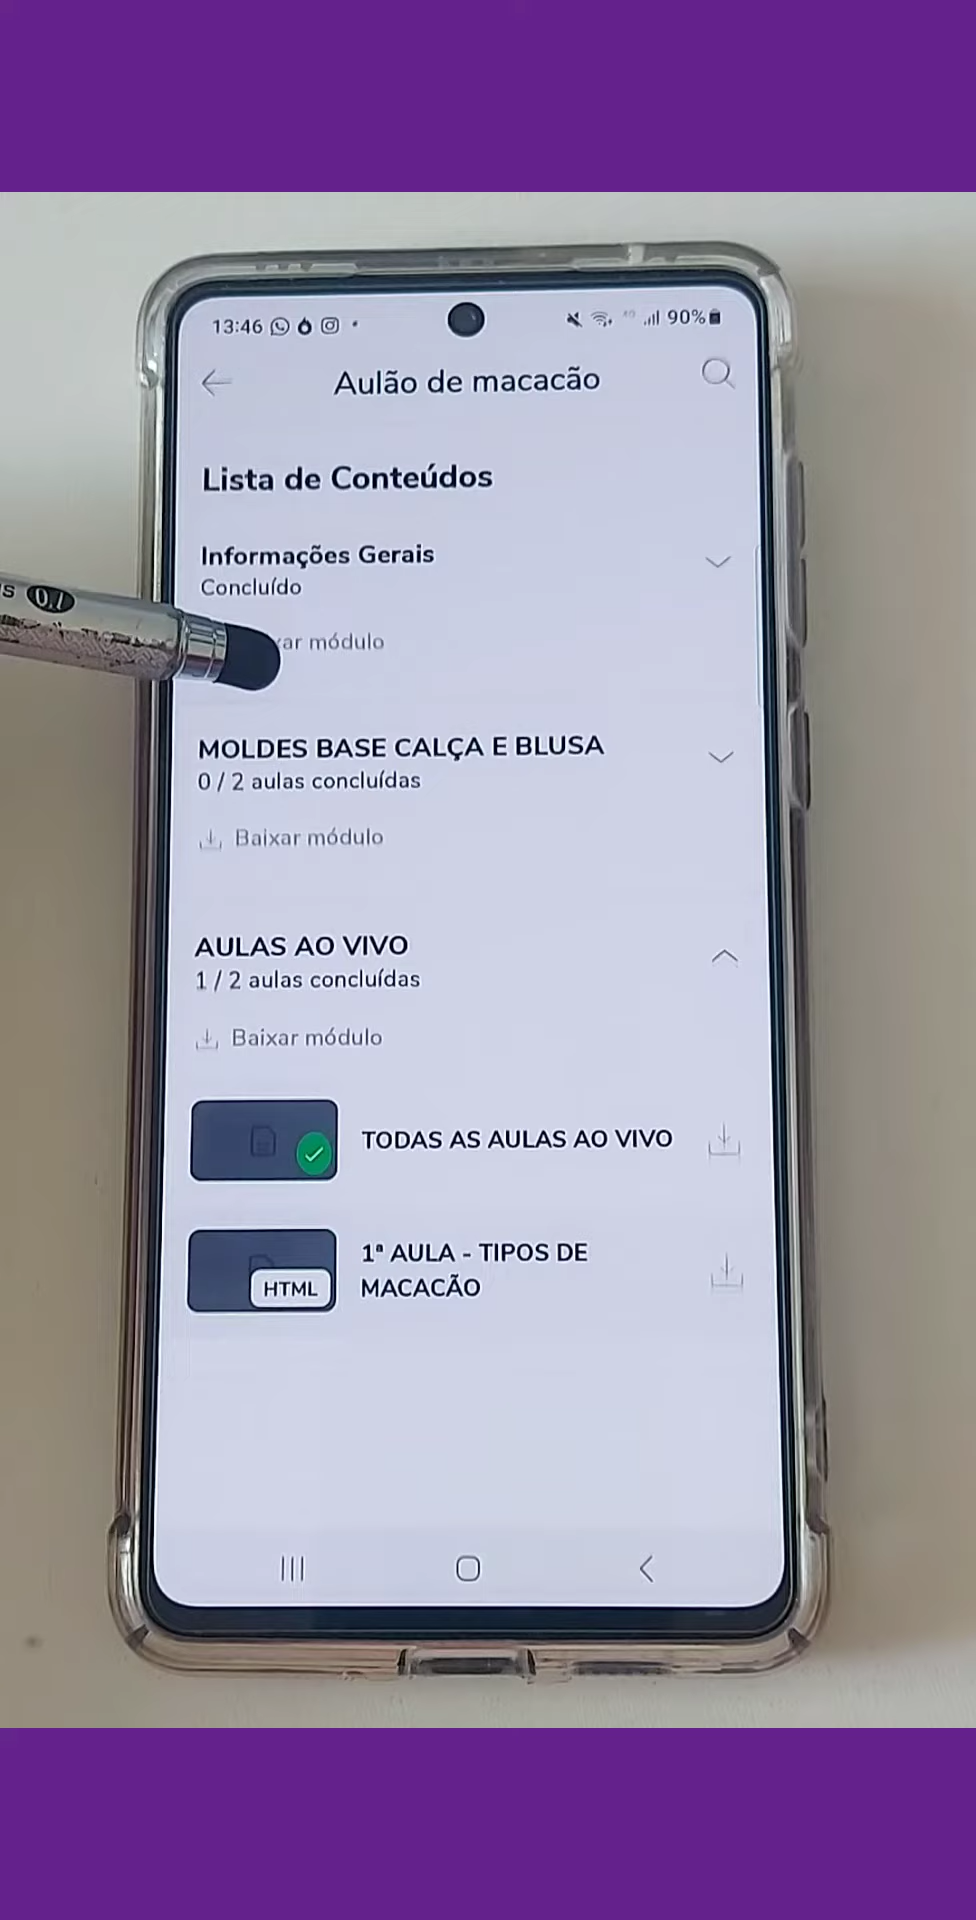 13:46
90%
Aulão de macacão
Lista de Conteúdos
Informações Gerais
Concluído
0.7
módulo
MOLDES BASE CALÇA E BLUSA
0 / 2 aulas concluídas
Baixar módulo
AULAS AO VIVO
1 / 2 aulas concluídas
Baixar módulo
TODAS AS AULAS AO VIVO
1ª AULA - TIPOS DE
MACACÃO
HTML